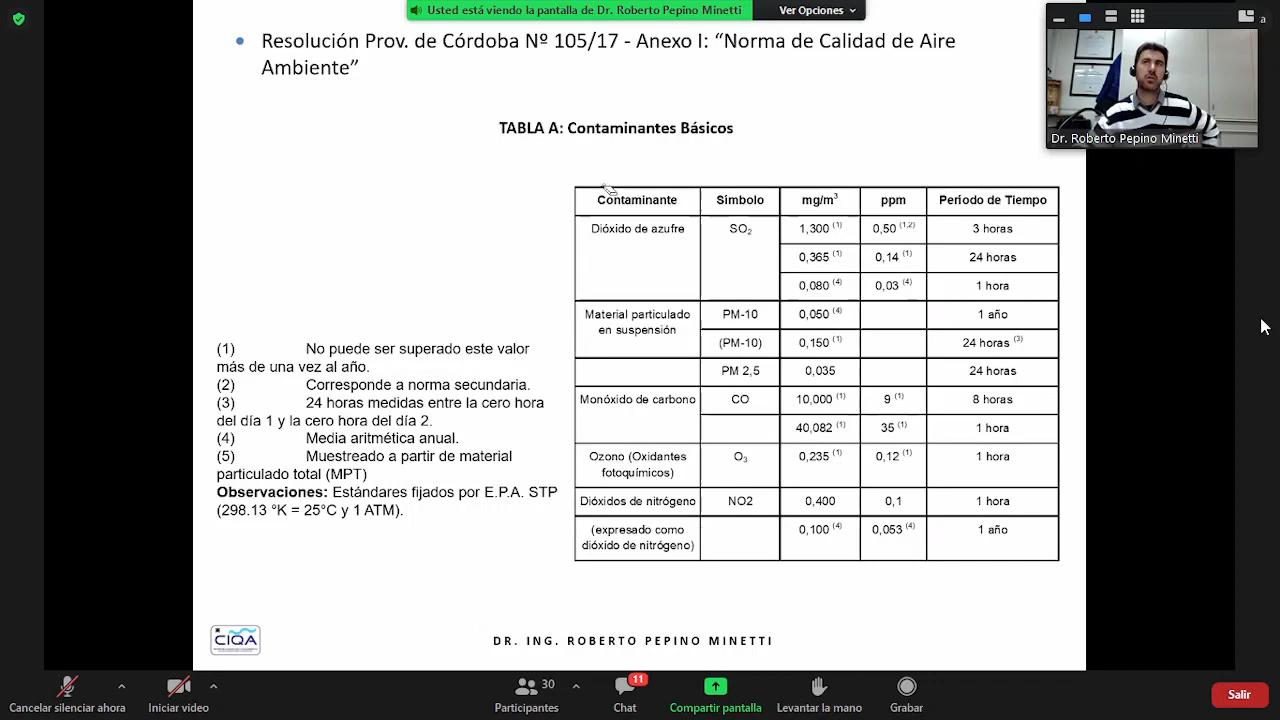 Usted está viendo la pantalla de Dr. Roberto Pepino Minetti
Ver Opciones
• Resolución Prov. de Córdoba Nº 105/17 - Anexo I: “Norma de Calidad de Aire
Ambiente”
Dr. Roberto Pepino Minetti
TABLA A: Contaminantes Básicos
Contaminante Símbolo mg/m³ ppm Período de Tiempo
Dióxido de azufre SO₂ 1,300 (1) 0,50 (1,2) 3 horas
0,365 (1) 0,14 (1) 24 horas
0,080 (4) 0,03 (4) 1 hora
Material particulado PM-10 0,050 (4) 1 año
en suspensión
(PM-10) 0,150 (1) 24 horas (3)
PM 2,5 0,035 24 horas
Monóxido de carbono CO 10,000 (1) 9 (1) 8 horas
40,082 (1) 35 (1) 1 hora
Ozono (Oxidantes O₃ 0,235 (1) 0,12 (1) 1 hora
fotoquímicos)
Dióxidos de nitrógeno NO2 0,400 0,1 1 hora
(expresado como 0,100 (4) 0,053 (4) 1 año
dióxido de nitrógeno)
(1) No puede ser superado este valor
más de una vez al año.
(2) Corresponde a norma secundaria.
(3) 24 horas medidas entre la cero hora
del día 1 y la cero hora del día 2.
(4) Media aritmética anual.
(5) Muestreado a partir de material
particulado total (MPT)
Observaciones: Estándares fijados por E.P.A. STP
(298.13 °K = 25°C y 1 ATM).
CIQA
DR. ING. ROBERTO PEPINO MINETTI
30
11
Cancelar silenciar ahora
Iniciar video
Participantes
Chat
Compartir pantalla
Levantar la mano
Grabar
Salir